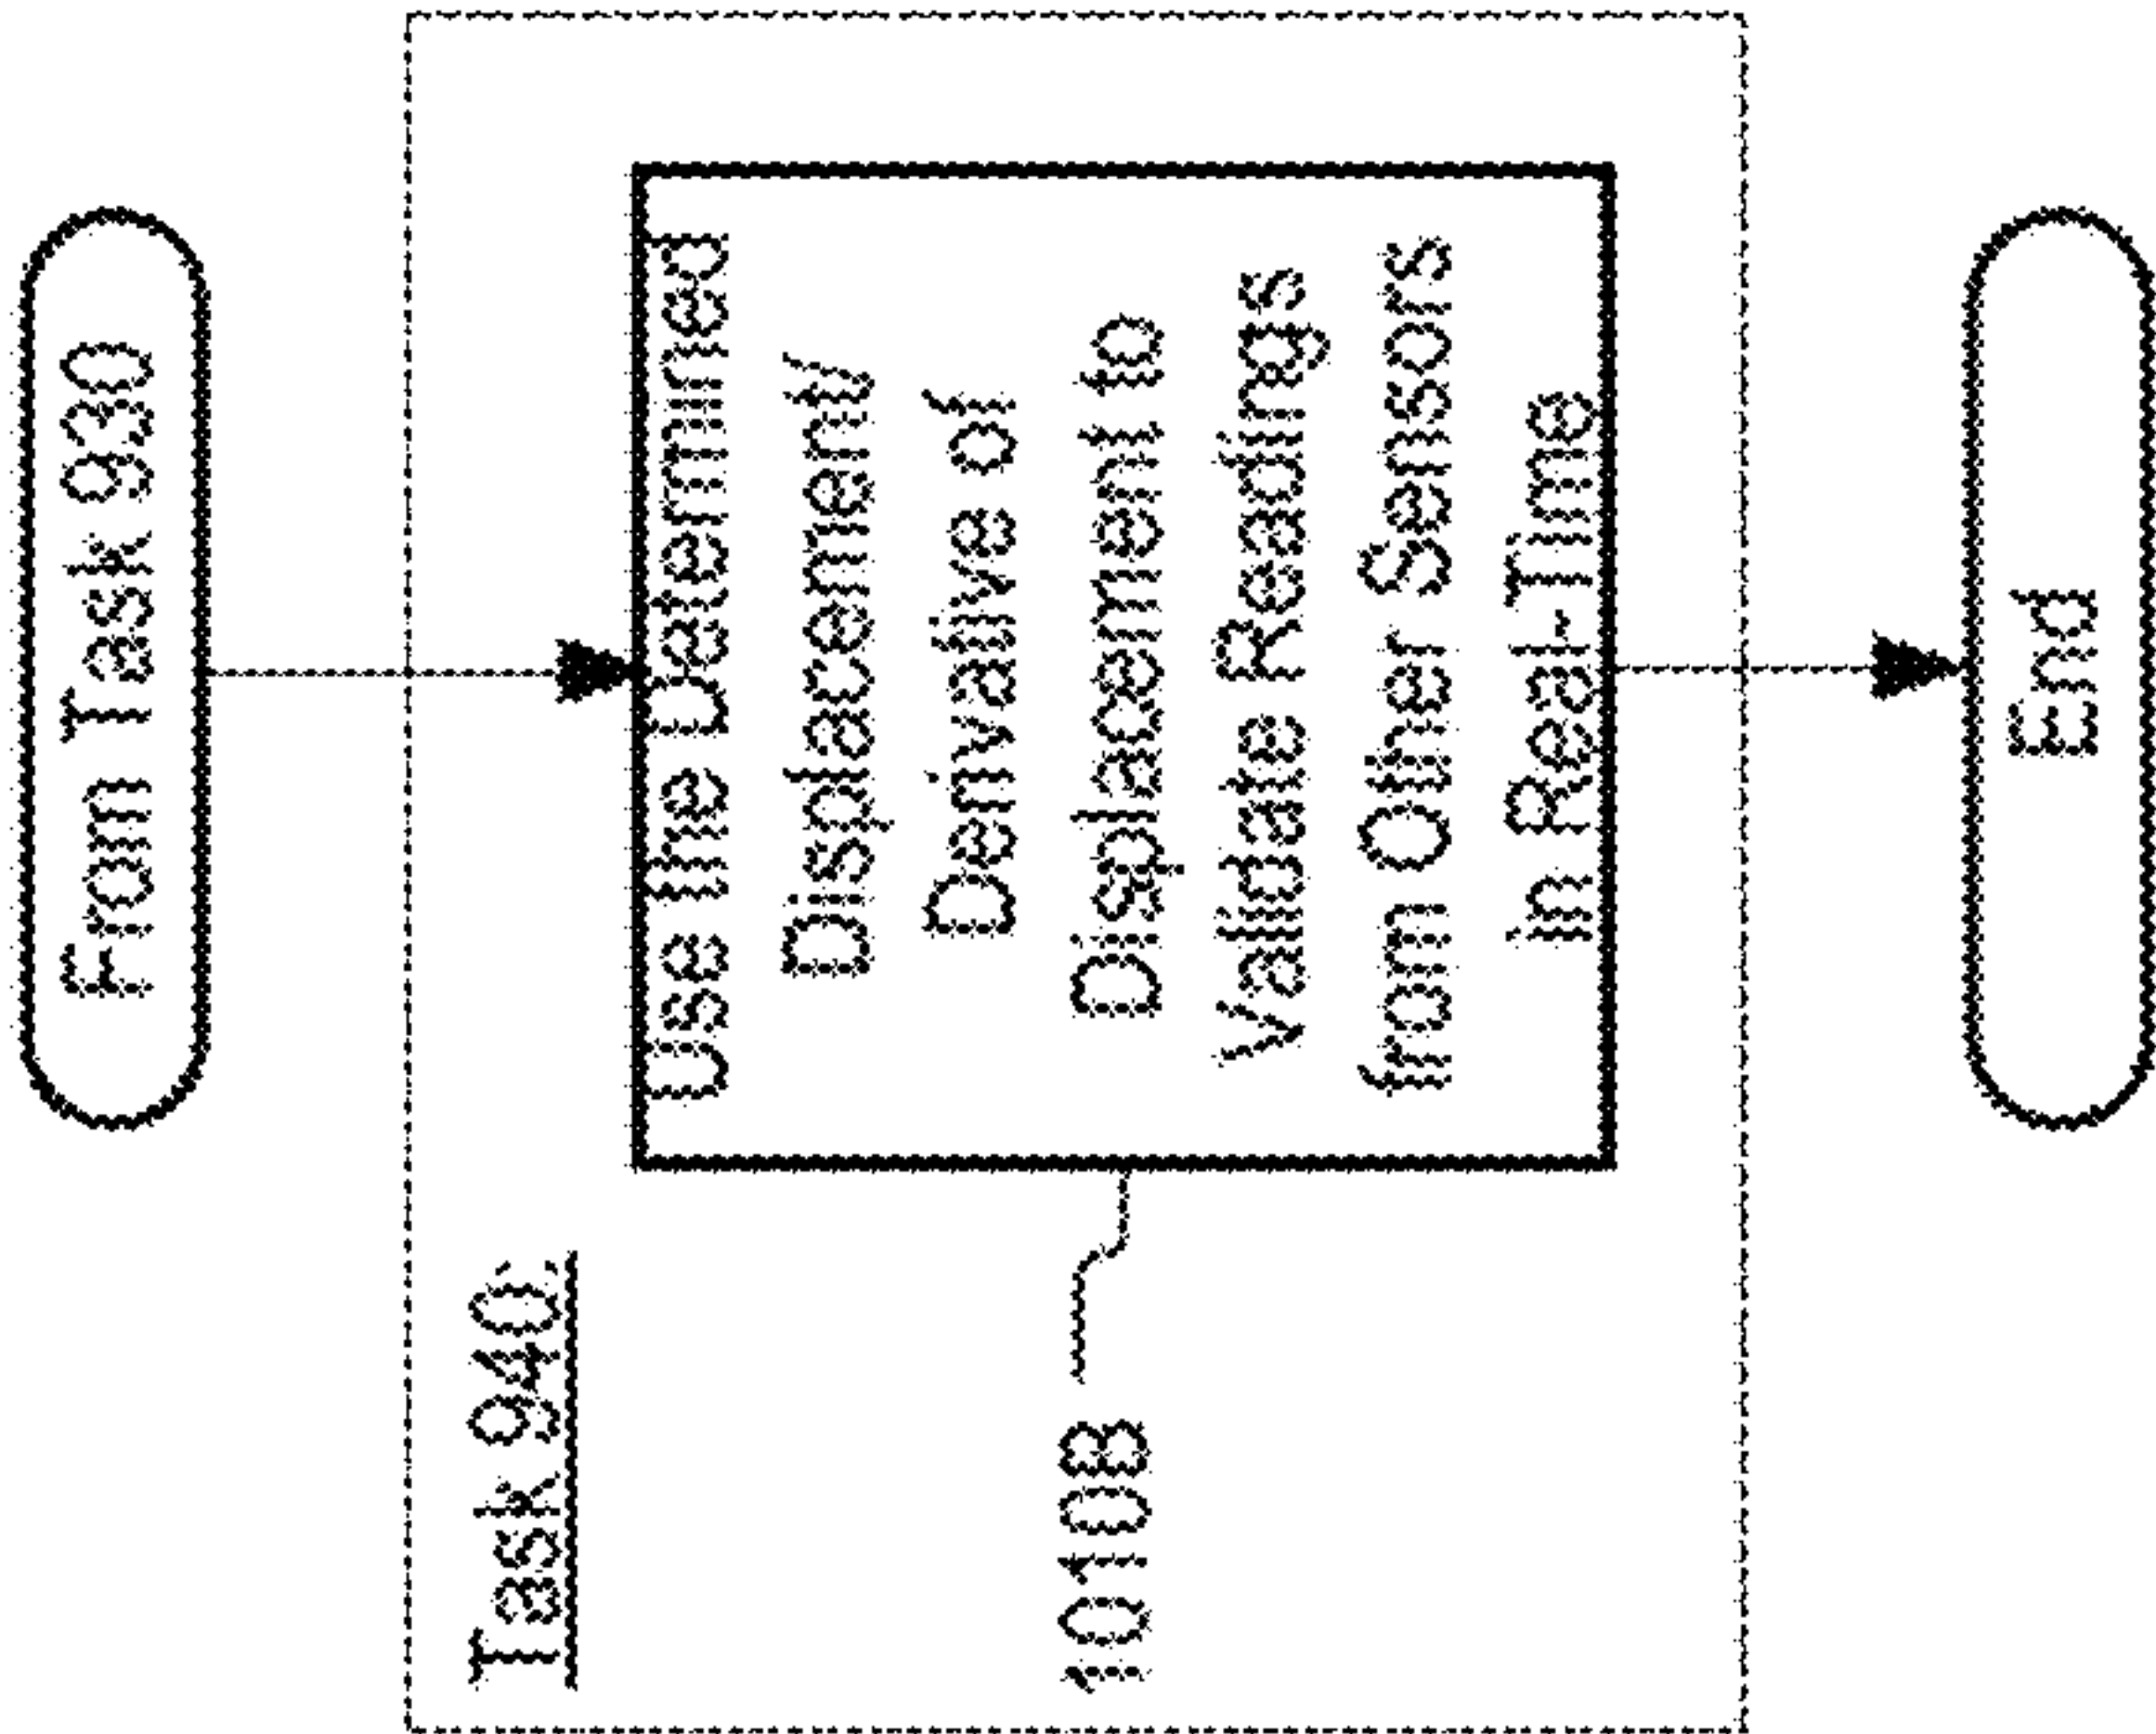 From Task 930
Task 940:
Use the Determined
Displacement/
Derivative of
Displacement to
Validate Readings
from Other Sensors
in Real-Time
1010B
End